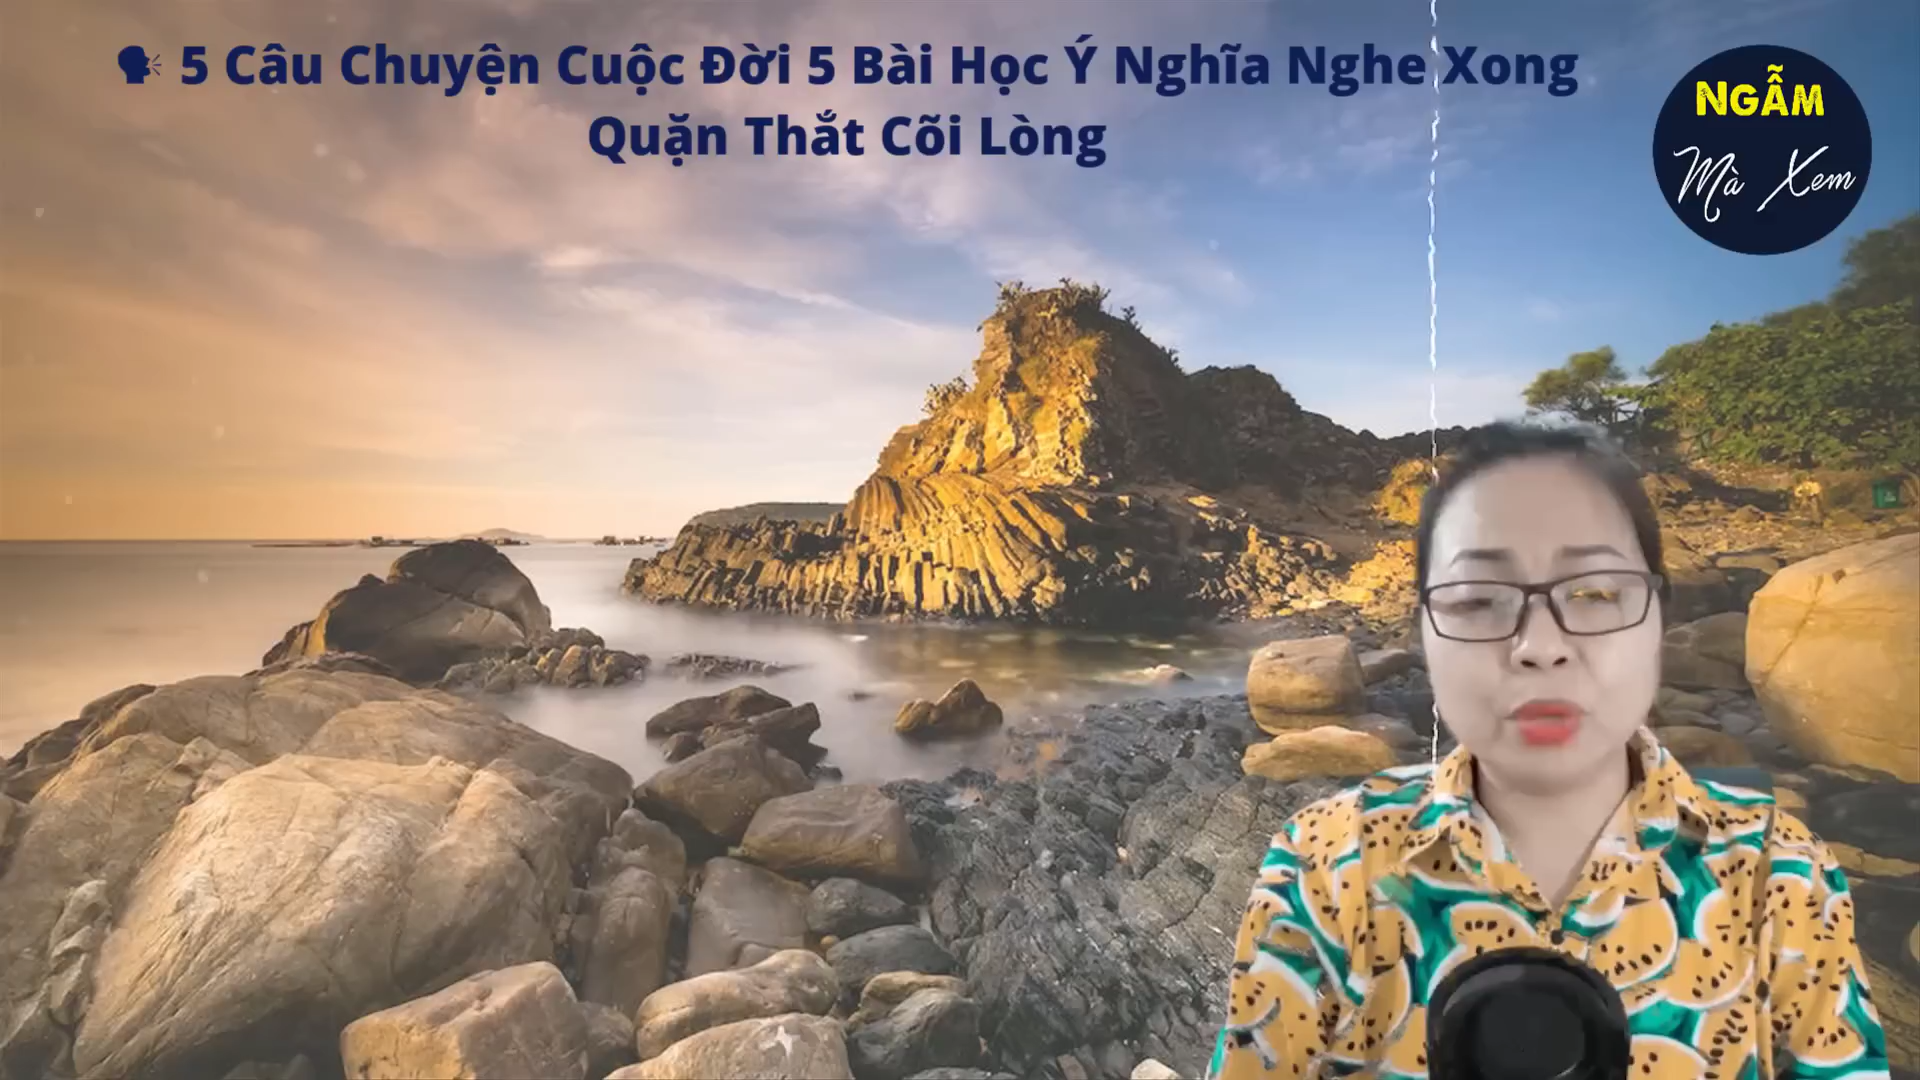 🗣 5 Câu Chuyện Cuộc Đời 5 Bài Học Ý Nghĩa Nghe Xong
Quặn Thắt Cõi Lòng
NGẪM
Mà Xem